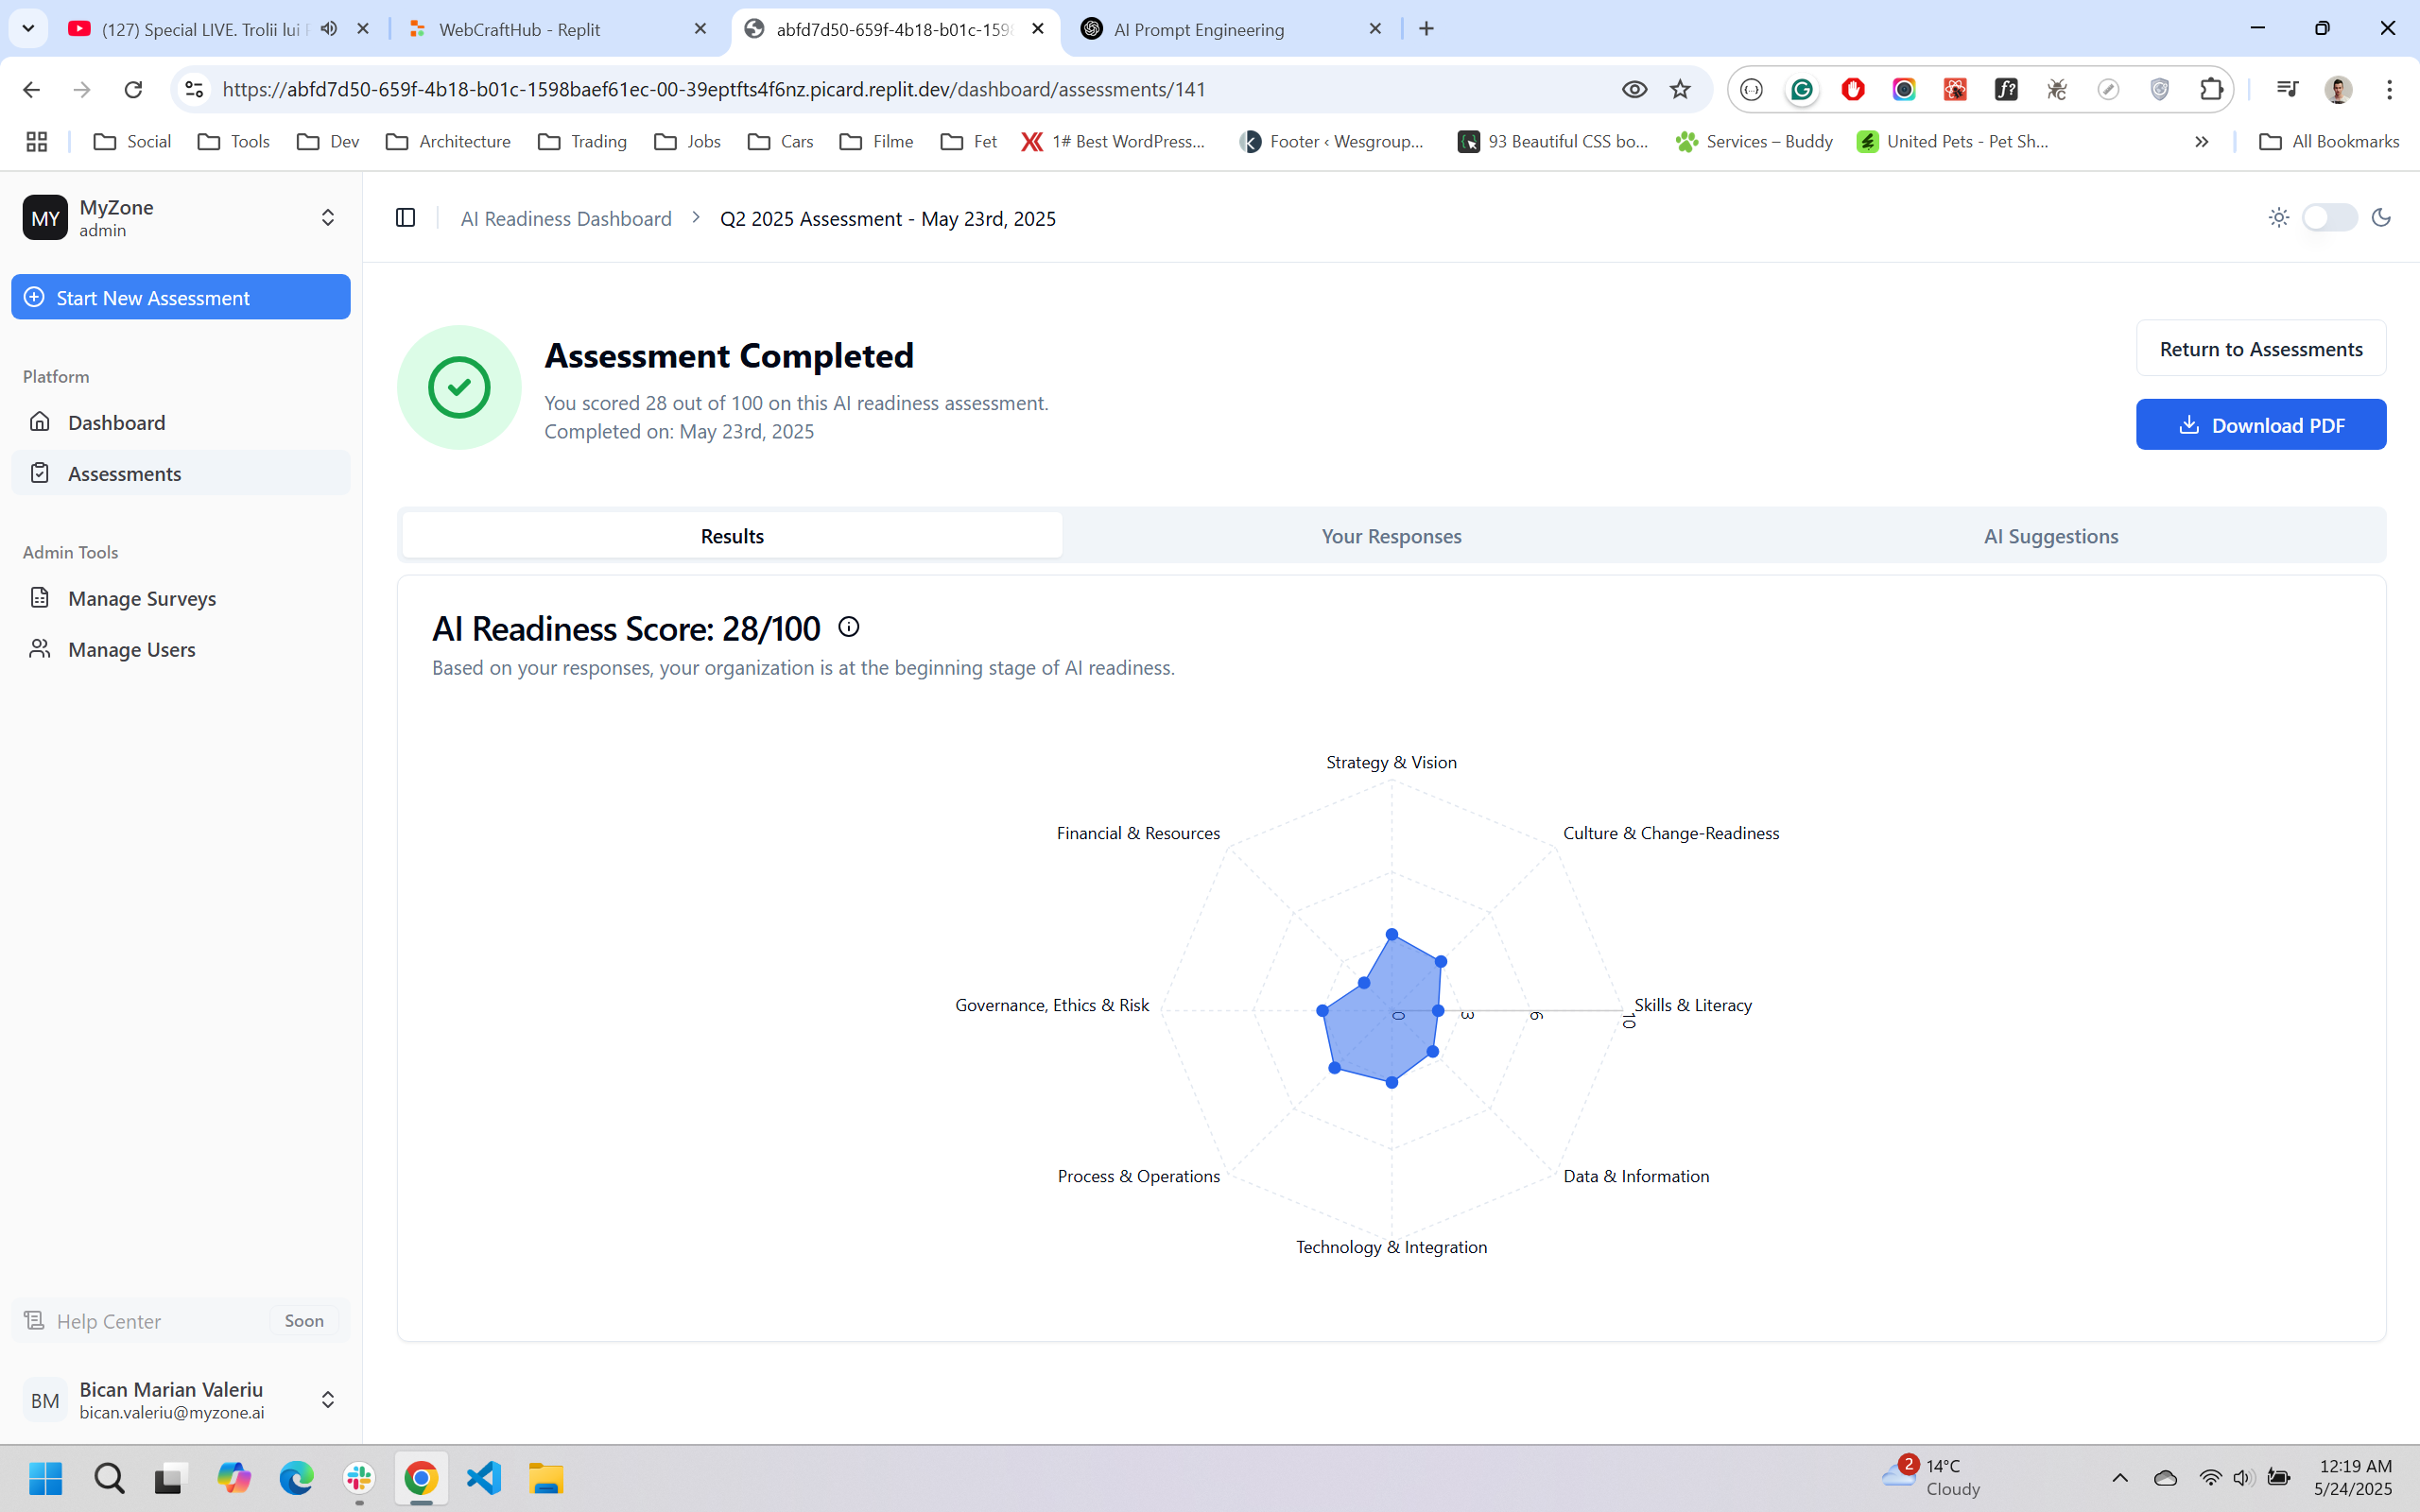 (127) Special LIVE. Trolii lui
WebCraftHub - Replit
abfd7d50-659f-4b18-b01c-159
AI Prompt Engineering
https://abfd7d50-659f-4b18-b01c-1598baef61ec-00-39eptfts4f6nz.picard.replit.dev/dashboard/assessments/141
Social
Tools
Dev
Architecture
Trading
Jobs
Cars
Filme
Fet
1# Best WordPress...
Footer ‹ Wesgroup...
93 Beautiful CSS bo...
Services – Buddy
United Pets - Pet Sh...
All Bookmarks
MY
MyZone
admin
AI Readiness Dashboard
Q2 2025 Assessment - May 23rd, 2025
Start New Assessment
Platform
Dashboard
Assessments
Admin Tools
Manage Surveys
Manage Users
Assessment Completed
You scored 28 out of 100 on this AI readiness assessment.
Completed on: May 23rd, 2025
Return to Assessments
Download PDF
Results
Your Responses
AI Suggestions
AI Readiness Score: 28/100
Based on your responses, your organization is at the beginning stage of AI readiness.
Strategy & Vision
Financial & Resources
Culture & Change-Readiness
Governance, Ethics & Risk
0
3
6
10
Skills & Literacy
Process & Operations
Data & Information
Technology & Integration
Help Center
Soon
BM
Bican Marian Valeriu
bican.valeriu@myzone.ai
2
14°C
Cloudy
12:19 AM
5/24/2025